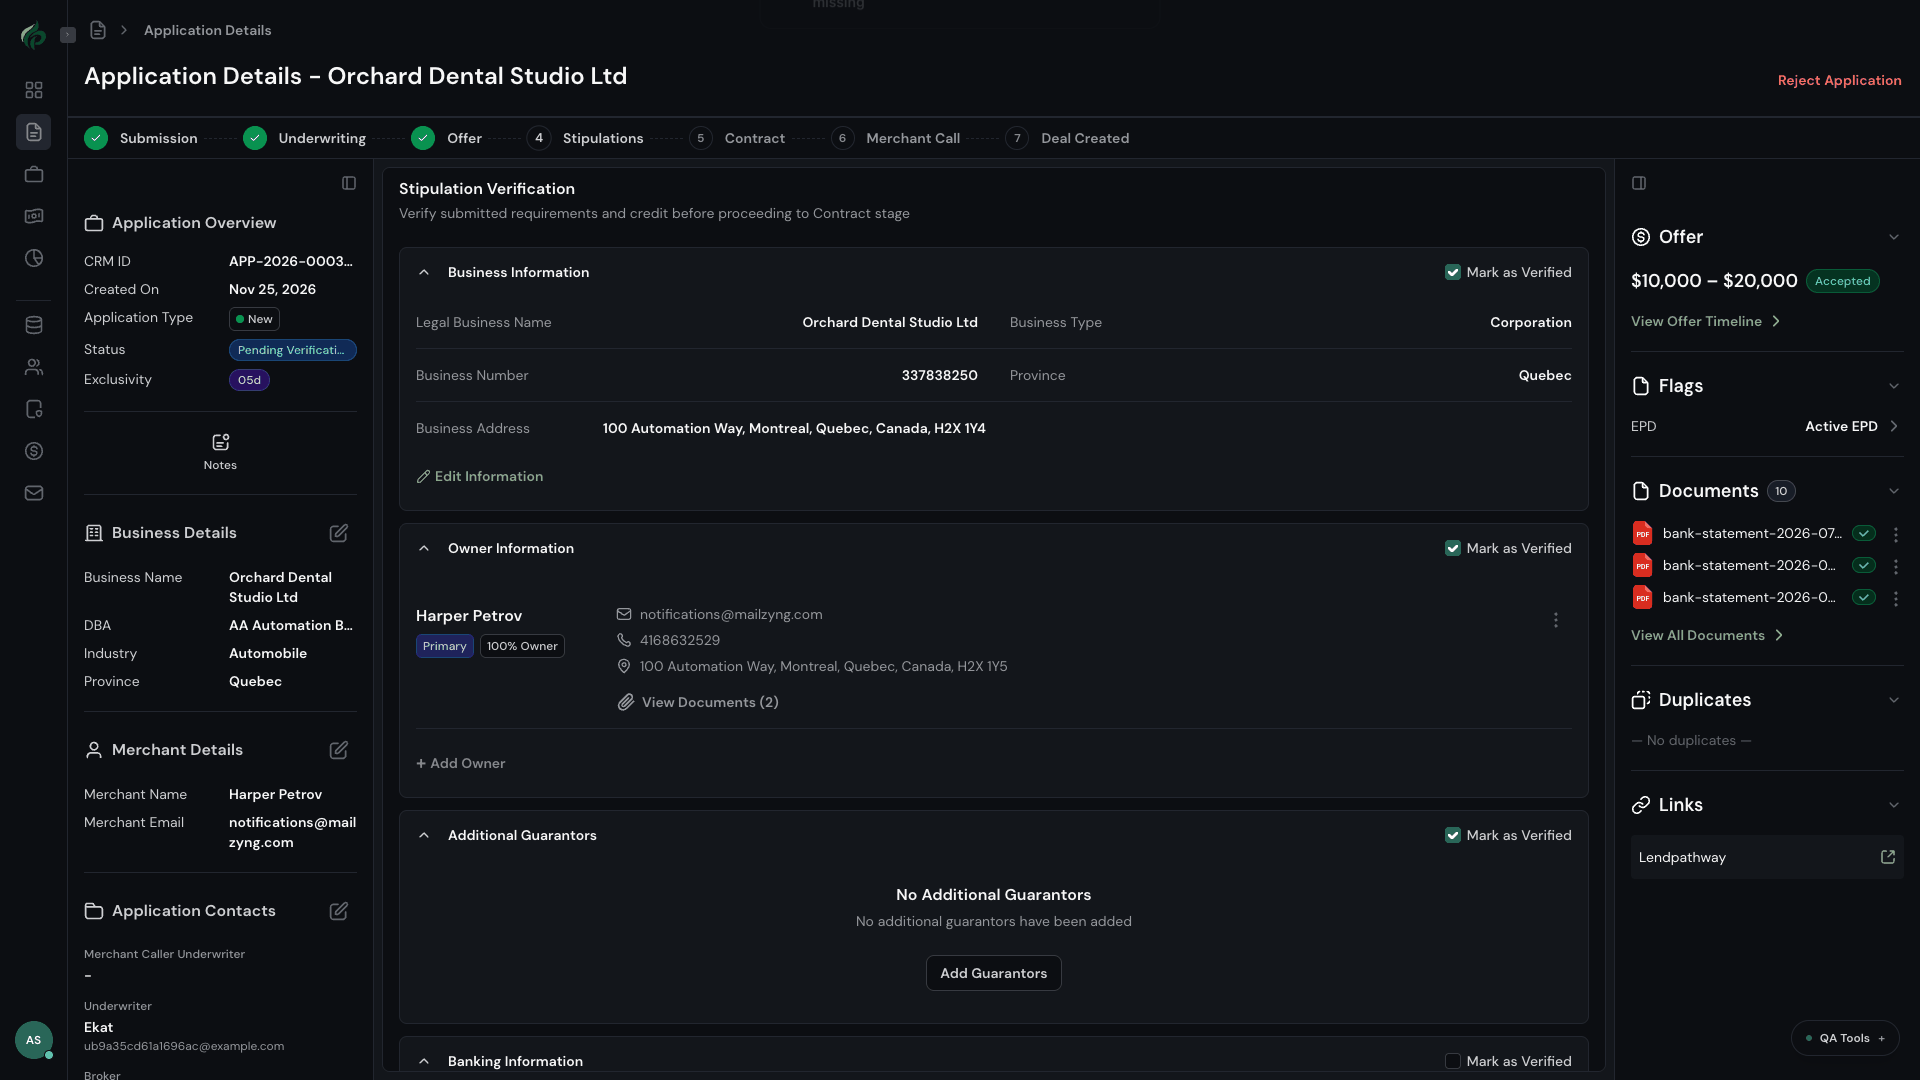 missing
Application Details
Application Details – Orchard Dental Studio Ltd
Reject Application
Submission
Underwriting
Offer
4 Stipulations
5 Contract
6 Merchant Call
7 Deal Created
Application Overview
CRM ID APP-2026-0003...
Created On Nov 25, 2026
Application Type New
Status Pending Verificati...
Exclusivity 05d
Notes
Business Details
Business Name Orchard Dental
Studio Ltd
DBA AA Automation B...
Industry Automobile
Province Quebec
Merchant Details
Merchant Name Harper Petrov
Merchant Email notifications@mail
zyng.com
Application Contacts
Merchant Caller Underwriter
–
Underwriter
Ekat
ub9a35cd61a1696ac@example.com
Broker
AS
Stipulation Verification
Verify submitted requirements and credit before proceeding to Contract stage
Business Information Mark as Verified
Legal Business Name Orchard Dental Studio Ltd Business Type Corporation
Business Number 337838250 Province Quebec
Business Address 100 Automation Way, Montreal, Quebec, Canada, H2X 1Y4
Edit Information
Owner Information Mark as Verified
Harper Petrov
Primary 100% Owner
notifications@mailzyng.com
4168632529
100 Automation Way, Montreal, Quebec, Canada, H2X 1Y5
View Documents (2)
+ Add Owner
Additional Guarantors Mark as Verified
No Additional Guarantors
No additional guarantors have been added
Add Guarantors
Banking Information Mark as Verified
Offer
$10,000 – $20,000 Accepted
View Offer Timeline
Flags
EPD Active EPD
Documents 10
PDF bank-statement-2026-07...
PDF bank-statement-2026-0...
PDF bank-statement-2026-0...
View All Documents
Duplicates
— No duplicates —
Links
Lendpathway
QA Tools +